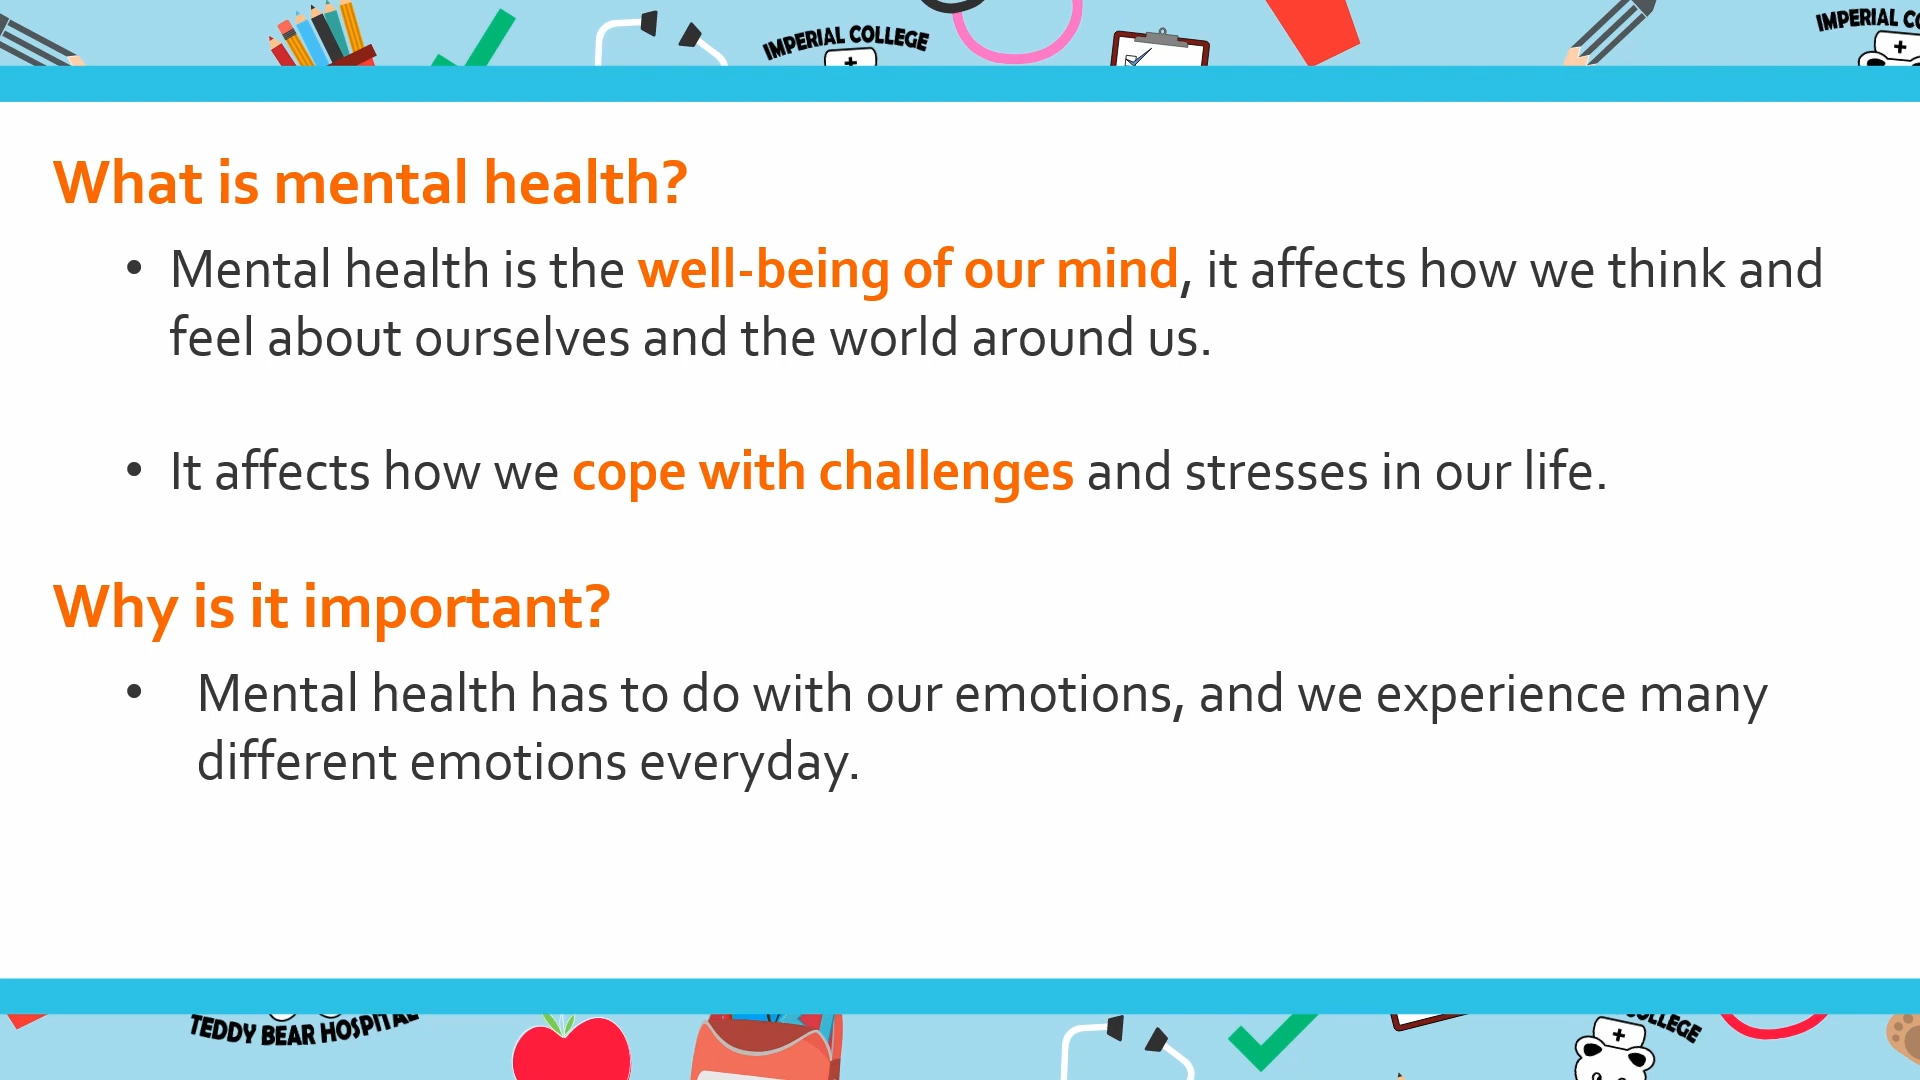 IMPERIAL COLLEGE
IMPERIAL
What is mental health?
• Mental health is the well-being of our mind, it affects how we think and
feel about ourselves and the world around us.
• It affects how we cope with challenges and stresses in our life.
Why is it important?
• Mental health has to do with our emotions, and we experience many
different emotions everyday.
TEDDY BEAR HOSPITAL
COLLEGE